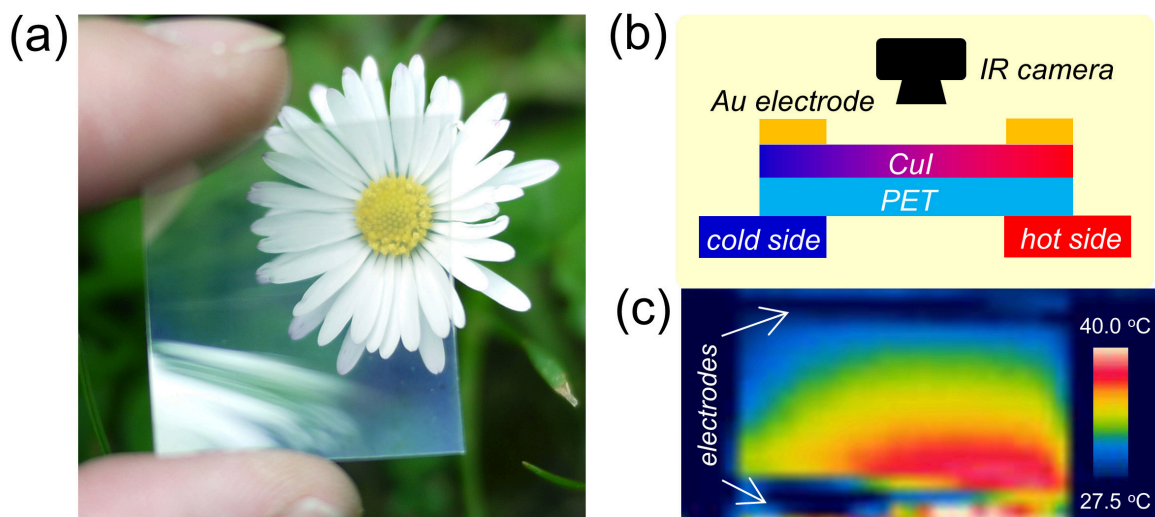 (a)
(b)
IR camera
Au electrode
CuI
PET
cold side
hot side
(c)
electrodes
40.0 °C
27.5 °C